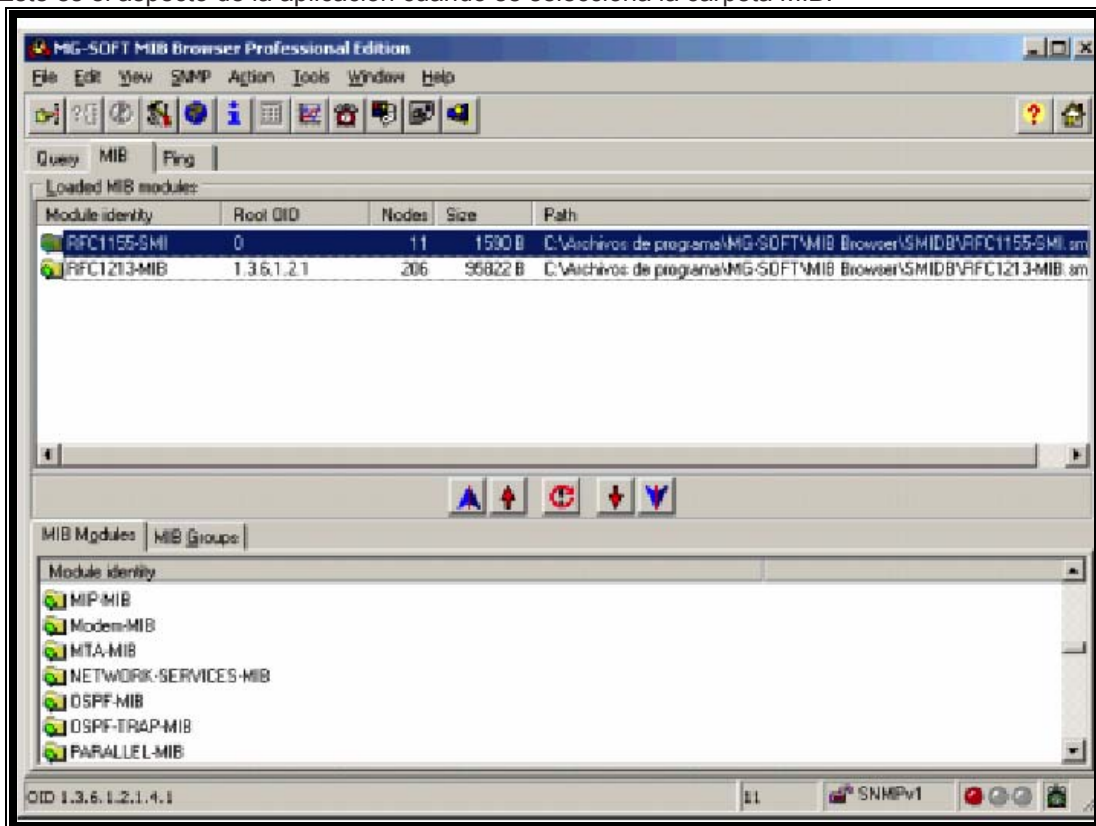 Este es el aspecto de la aplicación cuando se selecciona la carpeta MIB:
MG-SOFT MIB Browser Professional Edition
File Edit View SNMP Action Tools Window Help
Query MIB Ping
Loaded MIB modules
Module identity Root OID Nodes Size Path
RFC1155-SMI 0 11 1590 B C:\Archivos de programa\MG-SOFT\MIB Browser\SMIDB\RFC1155-SMI.sm
RFC1213-MIB 1.3.6.1.2.1 206 95822 B C:\Archivos de programa\MG-SOFT\MIB Browser\SMIDB\RFC1213-MIB.sm
MIB Modules MIB Groups
Module identity
MIP-MIB
Modem-MIB
MTA-MIB
NETWORK-SERVICES-MIB
OSPF-MIB
OSPF-TRAP-MIB
PARALLEL-MIB
OID 1.3.6.1.2.1.4.1 SNMPv1